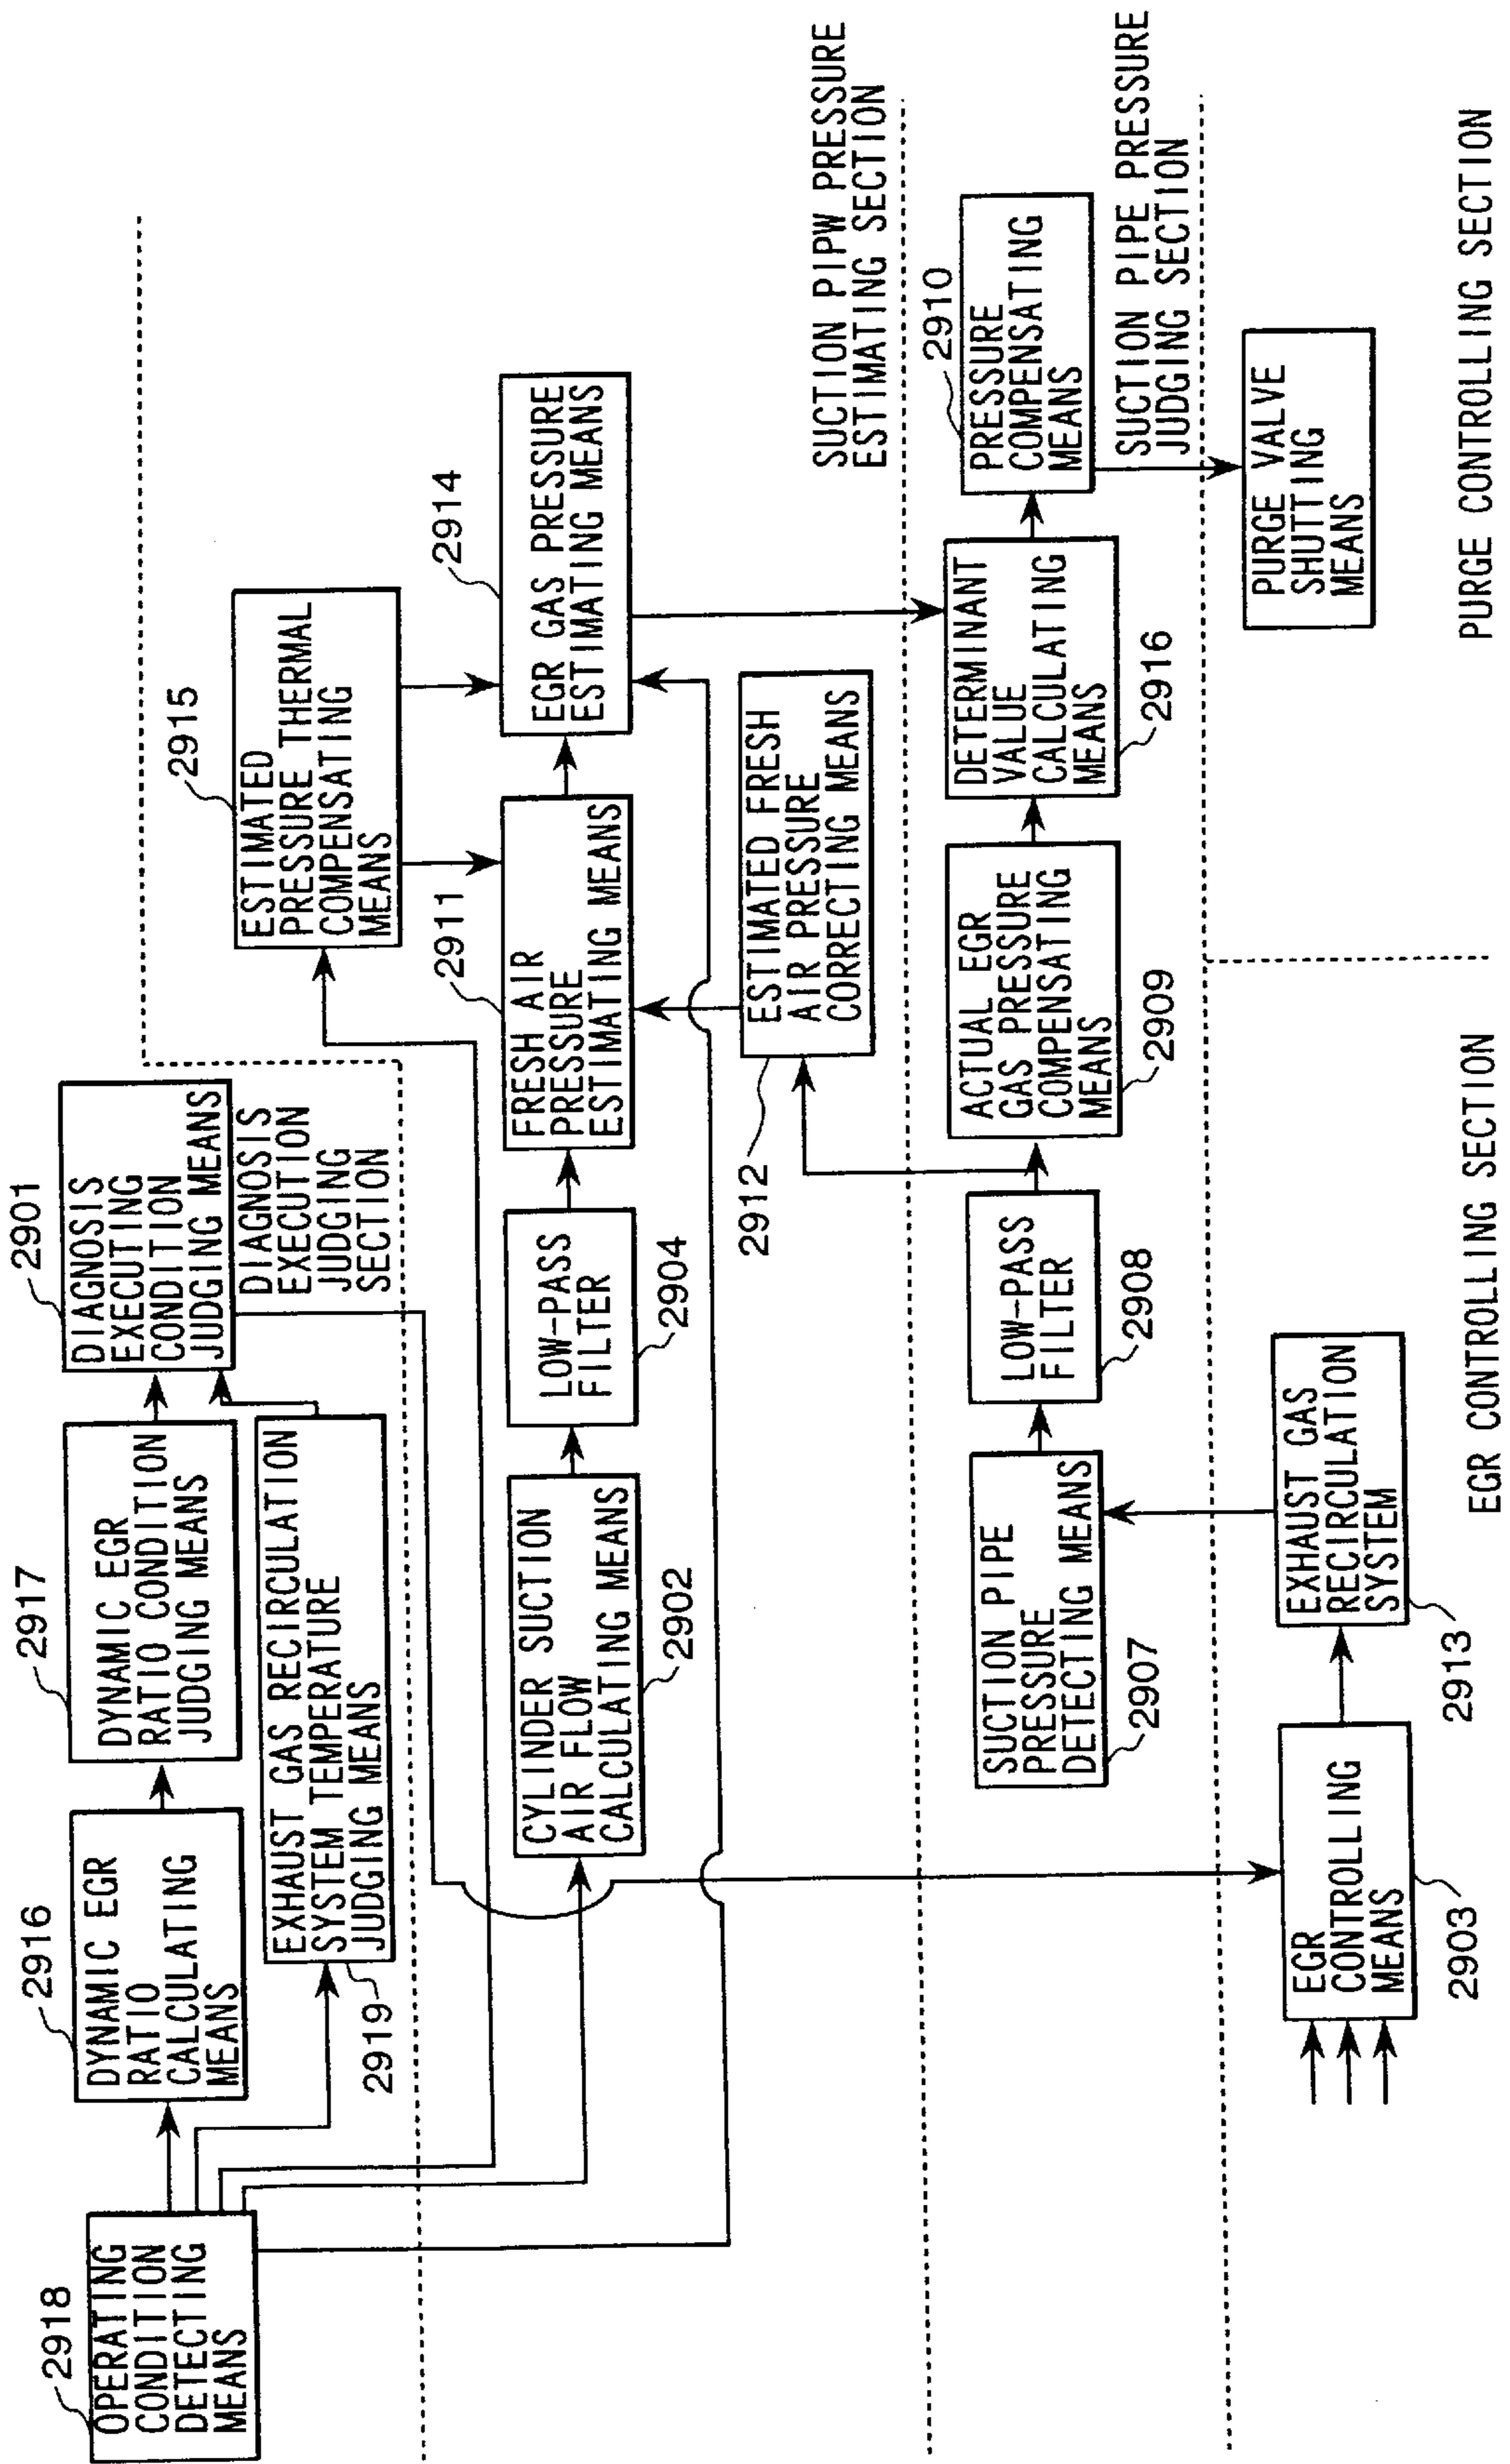 2918
OPERATING
CONDITION
DETECTING
MEANS
2916
DYNAMIC EGR
RATIO
CALCULATING
MEANS
2917
DYNAMIC EGR
RATIO CONDITION
JUDGING MEANS
2901
DIAGNOSIS
EXECUTING
CONDITION
JUDGING MEANS
EXHAUST GAS RECIRCULATION
SYSTEM TEMPERATURE
JUDGING MEANS
2919
DIAGNOSIS
EXECUTION
JUDGING
SECTION
2915
ESTIMATED
PRESSURE THERMAL
COMPENSATING
MEANS
CYLINDER SUCTION
AIR FLOW
CALCULATING MEANS
2902
LOW-PASS
FILTER
2904
2911
FRESH AIR
PRESSURE
ESTIMATING MEANS
2914
EGR GAS PRESSURE
ESTIMATING MEANS
2912
ESTIMATED FRESH
AIR PRESSURE
CORRECTING MEANS
SUCTION PIPW PRESSURE
ESTIMATING SECTION
SUCTION PIPE
PRESSURE
DETECTING MEANS
2907
LOW-PASS
FILTER
2908
ACTUAL EGR
GAS PRESSURE
COMPENSATING
MEANS
2909
DETERMINANT
VALUE
CALCULATING
MEANS
2916
2910
PRESSURE
COMPENSATING
MEANS
SUCTION PIPE PRESSURE
JUDGING SECTION
EGR
CONTROLLING
MEANS
2903
EXHAUST GAS
RECIRCULATION
SYSTEM
2913
EGR CONTROLLING SECTION
PURGE VALVE
SHUTTING
MEANS
PURGE CONTROLLING SECTION